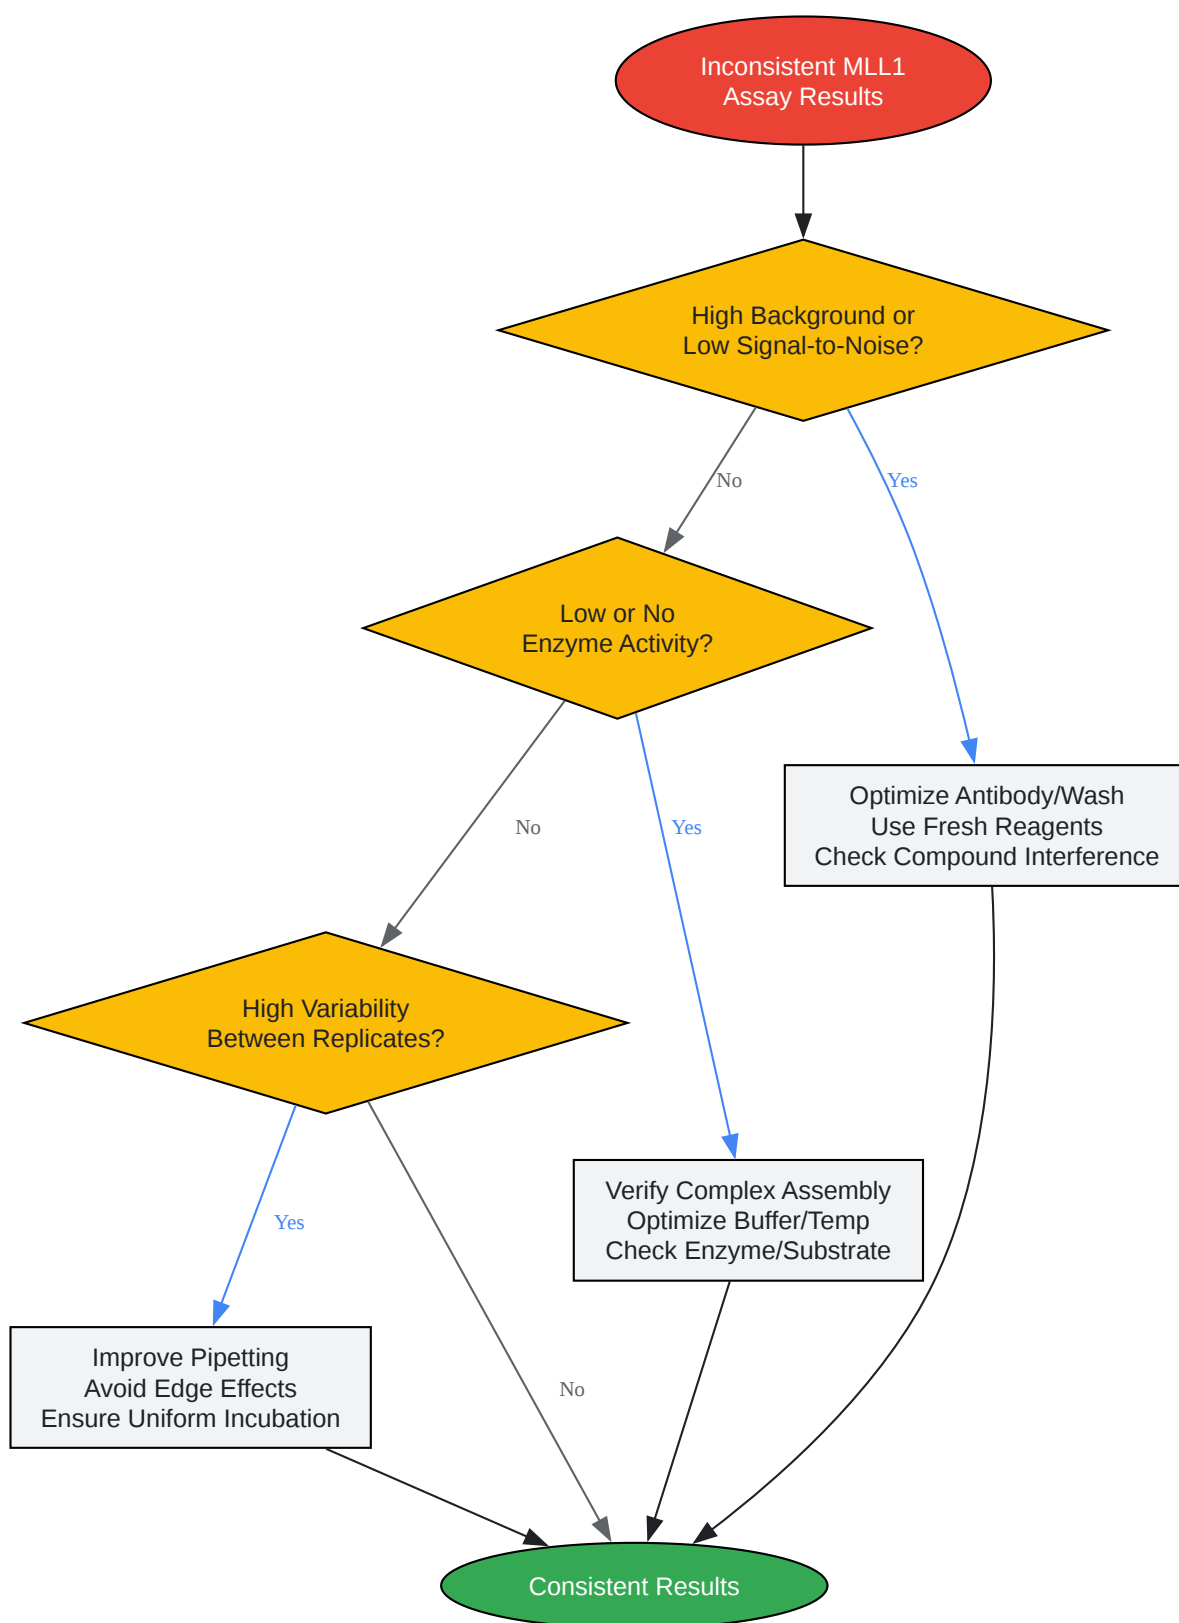 Inconsistent MLL1
Assay Results
High Background or
Low Signal-to-Noise?
No
Yes
Low or No
Enzyme Activity?
Optimize Antibody/Wash
Use Fresh Reagents
Check Compound Interference
No
Yes
High Variability
Between Replicates?
Verify Complex Assembly
Optimize Buffer/Temp
Check Enzyme/Substrate
Yes
No
Improve Pipetting
Avoid Edge Effects
Ensure Uniform Incubation
Consistent Results